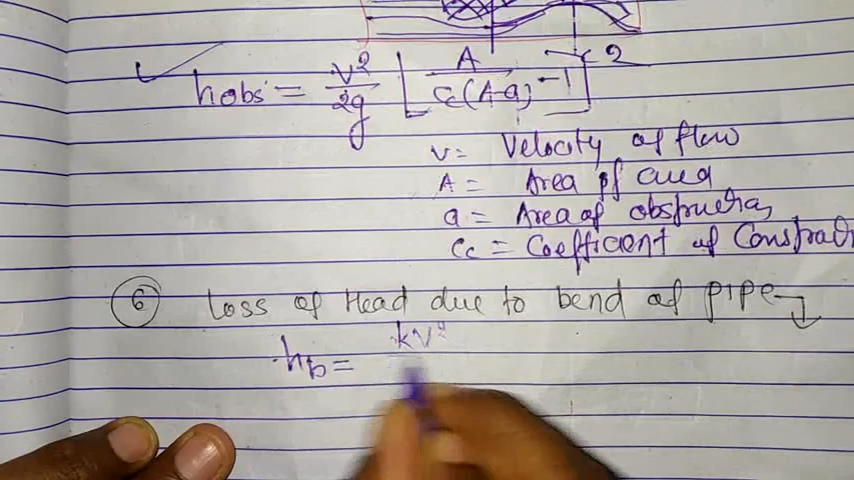 hobs = V²/2g [A/Cc(A-a) - 1]²
V = Velocity of flow
A = Area of area
a = Area of obstruction
Cc = Coefficient of
⑥ Loss of Head due to bend of pipe
hb = kV²